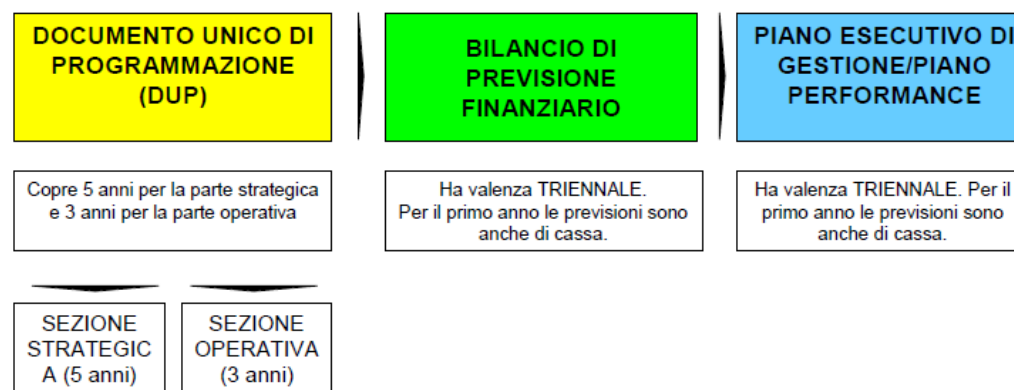 DOCUMENTO UNICO DI
PROGRAMMAZIONE
(DUP)
BILANCIO DI
PREVISIONE
FINANZIARIO
PIANO ESECUTIVO DI
GESTIONE/PIANO
PERFORMANCE
Copre 5 anni per la parte strategica
e 3 anni per la parte operativa
Ha valenza TRIENNALE.
Per il primo anno le previsioni sono
anche di cassa.
Ha valenza TRIENNALE. Per il
primo anno le previsioni sono
anche di cassa.
SEZIONE
STRATEGIC
A (5 anni)
SEZIONE
OPERATIVA
(3 anni)